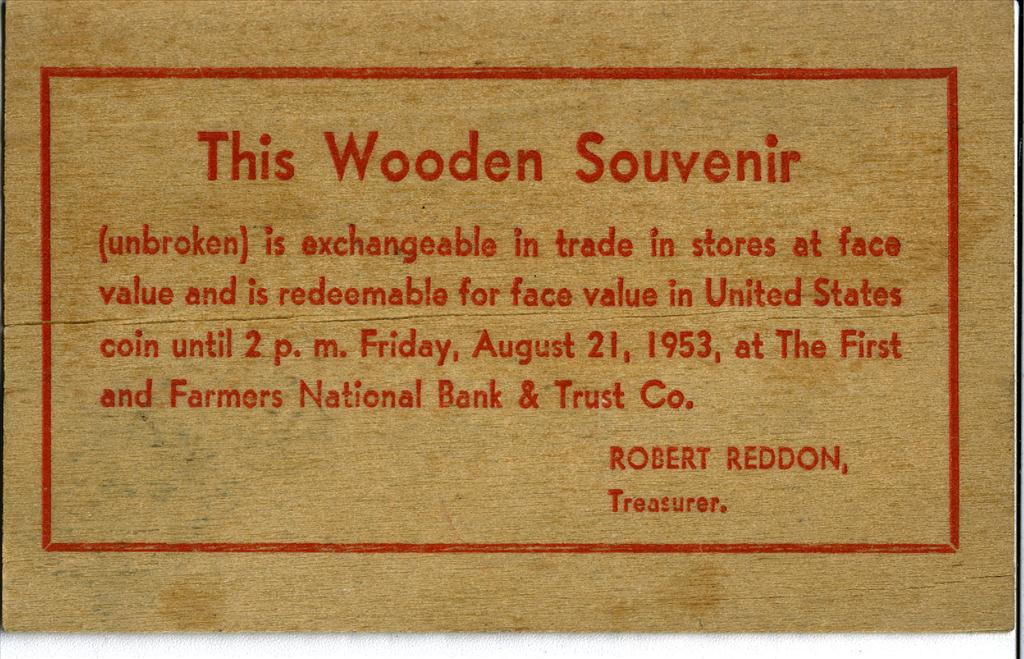 This Wooden Souvenir
(unbroken) is exchangeable in trade in stores at face
value and is redeemable for face value in United States
coin until 2 p. m. Friday, August 21, 1953, at The First
and Farmers National Bank & Trust Co.
ROBERT REDDON,
Treasurer.